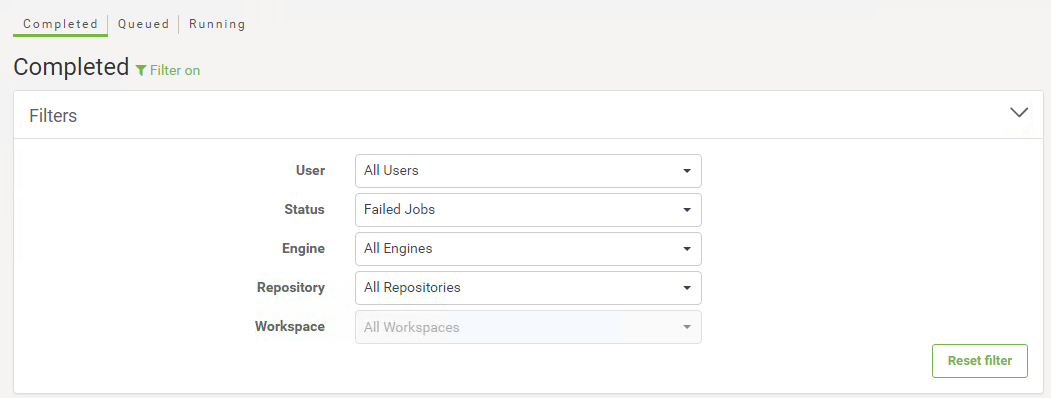 Completed Queued Running
Completed Filter on
Filters
User All Users
Status Failed Jobs
Engine All Engines
Repository All Repositories
Workspace All Workspaces
Reset filter